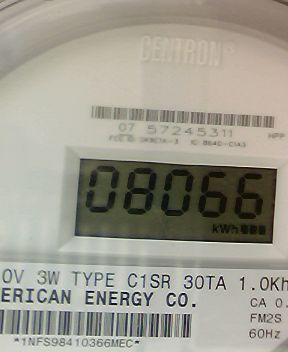 CENTRON®
07 57245311
HPP
08066
kWh
0V 3W TYPE C1SR 30TA 1.0Kh
ERICAN ENERGY CO.
CA 0.
FM2S
60Hz
*1NFS98410366MEC*